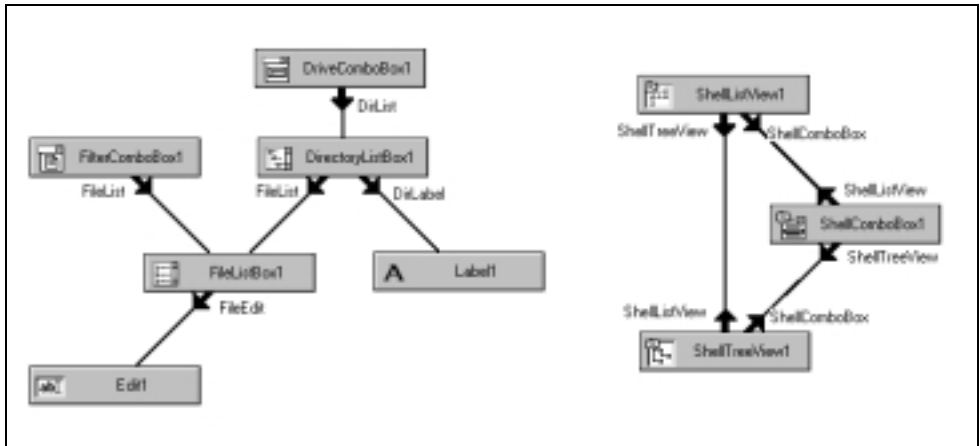 DriveComboBox1
DirList
FilterComboBox1
DirectoryListBox1
FileList
FileList
DirLabel
FileListBox1
A Label1
FileEdit
ab Edit1
ShellListView1
ShellTreeView
ShellComboBox
ShellListView
ShellComboBox1
ShellTreeView
ShellListView
ShellComboBox
ShellTreeView1